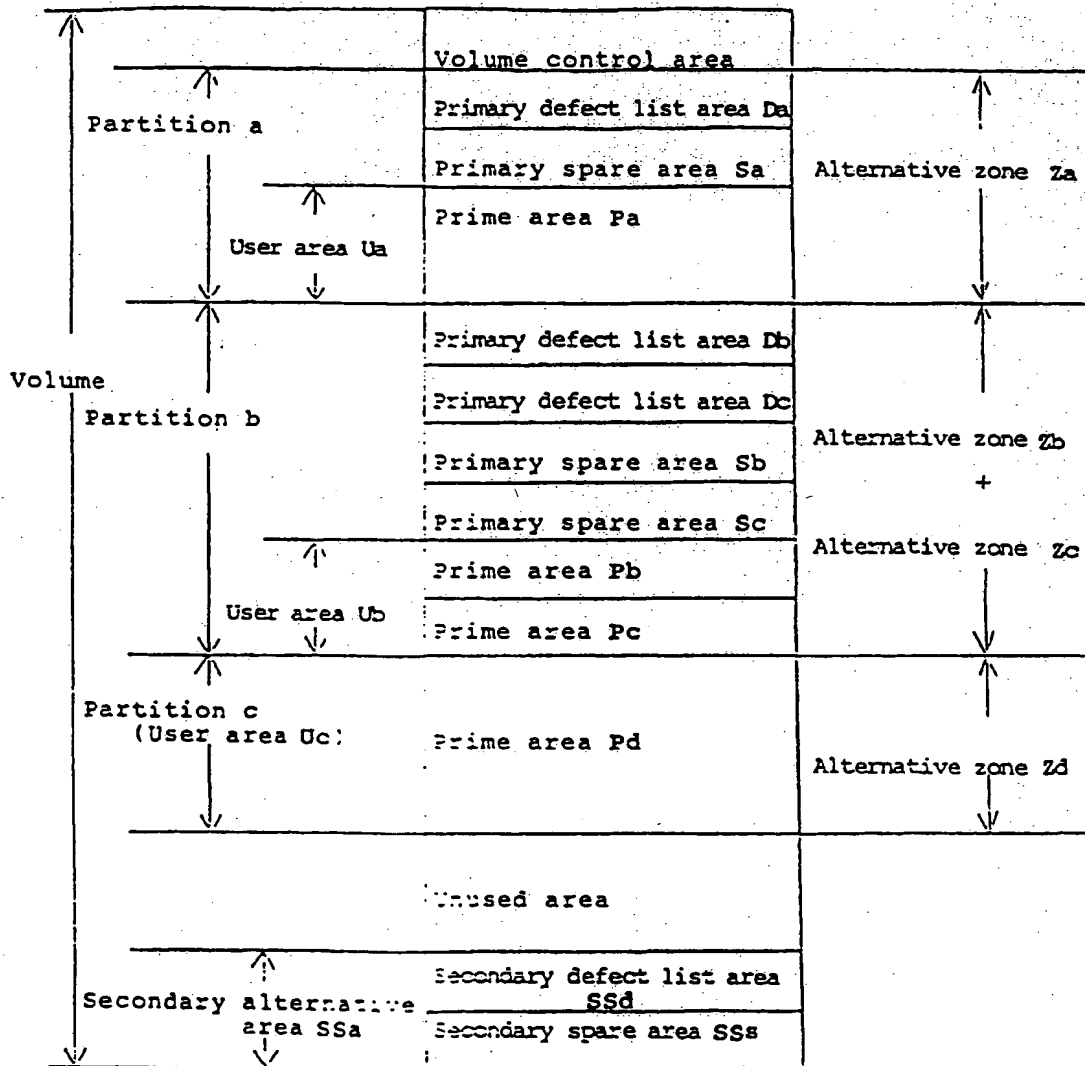 Volume control area
Partition a
Primary defect list area Da
Primary spare area Sa
Alternative zone Za
Prime area Pa
User area Ua
Primary defect list area Db
Volume
Partition b
Primary defect list area Dc
Alternative zone Zb
Primary spare area Sb
+
Primary spare area Sc
Alternative zone Zc
Prime area Pb
User area Ub
Prime area Pc
Partition c
(User area Uc)
Prime area Pd
Alternative zone Zd
Unused area
Secondary defect list area
SSd
Secondary alternative
area SSa
Secondary spare area SSs